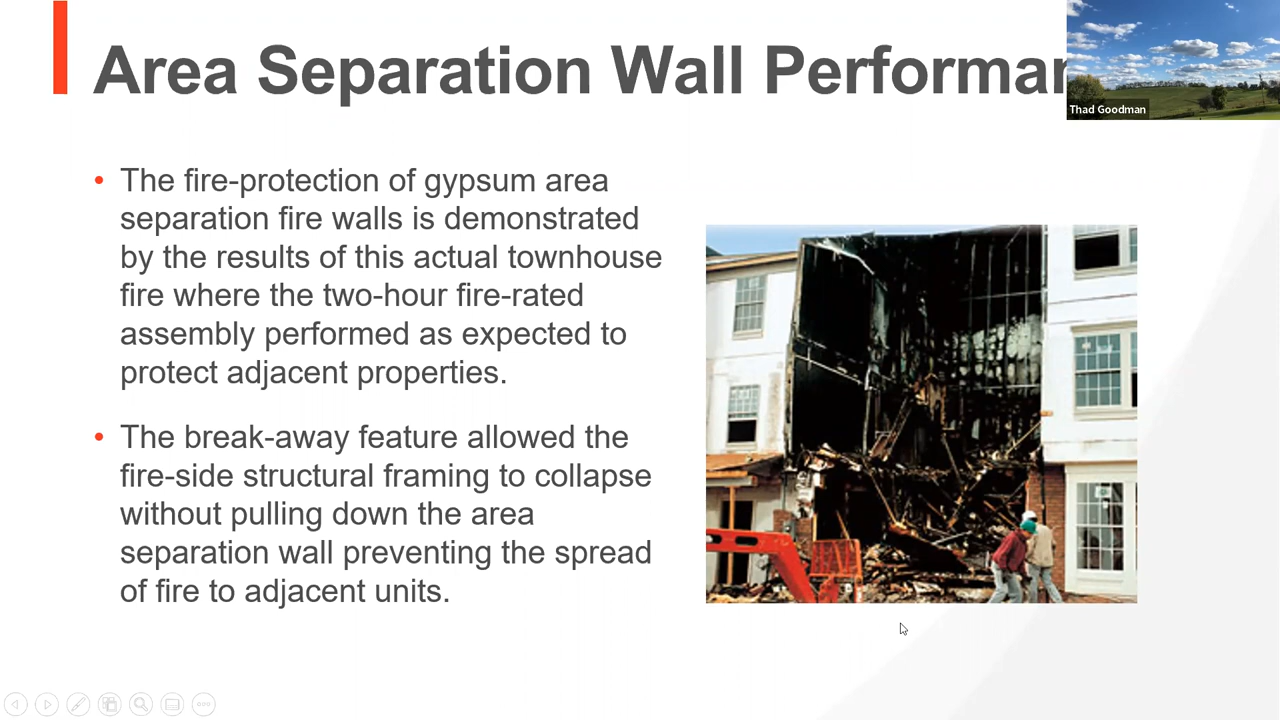 Area Separation Wall Performan
Thad Goodman
• The fire-protection of gypsum area
separation fire walls is demonstrated
by the results of this actual townhouse
fire where the two-hour fire-rated
assembly performed as expected to
protect adjacent properties.
• The break-away feature allowed the
fire-side structural framing to collapse
without pulling down the area
separation wall preventing the spread
of fire to adjacent units.